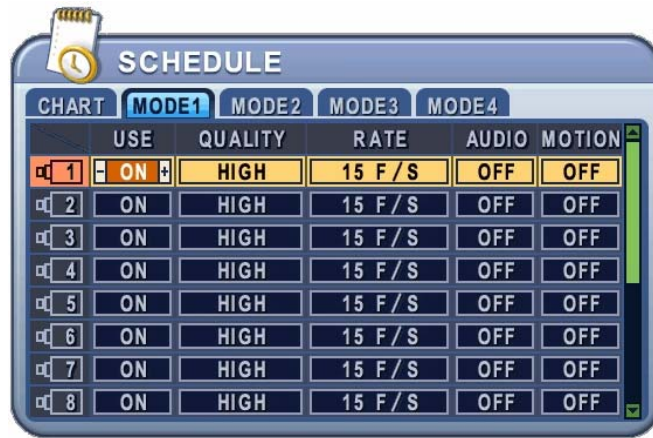 SCHEDULE
CHART MODE1 MODE2 MODE3 MODE4
USE QUALITY RATE AUDIO MOTION
1 - ON + HIGH 15 F/S OFF OFF
2 ON HIGH 15 F/S OFF OFF
3 ON HIGH 15 F/S OFF OFF
4 ON HIGH 15 F/S OFF OFF
5 ON HIGH 15 F/S OFF OFF
6 ON HIGH 15 F/S OFF OFF
7 ON HIGH 15 F/S OFF OFF
8 ON HIGH 15 F/S OFF OFF